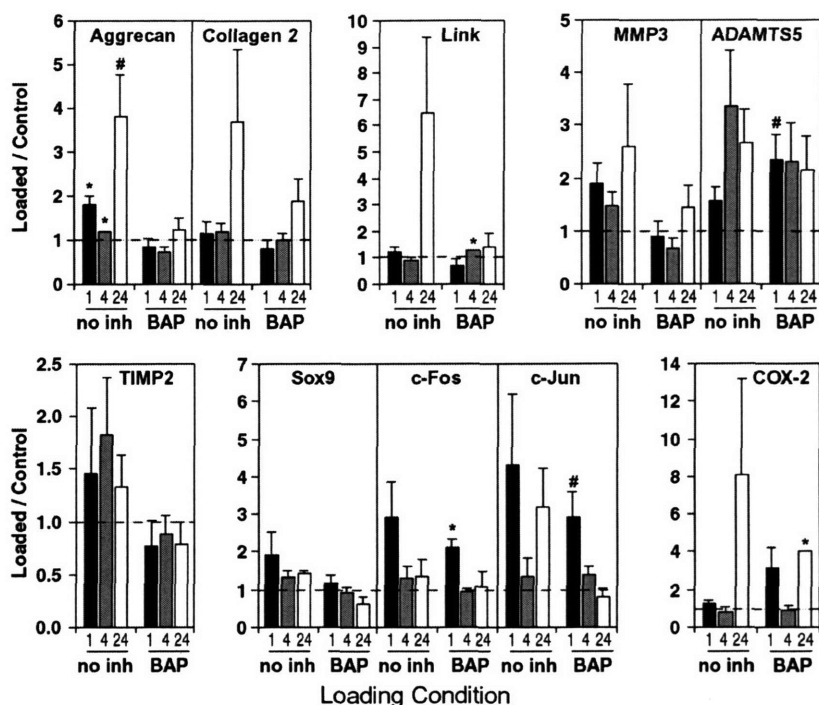 Loaded / Control
6
5
4
3
2
1
0
Aggrecan
Collagen 2
#
*
*
1 4 24 1 4 24 1 4 24 1 4 24
no inh BAP no inh BAP
10
9
8
7
6
5
4
3
2
1
0
Link
*
1 4 24 1 4 24
no inh BAP
5
4
3
2
1
0
MMP3
ADAMTS5
#
1 4 24 1 4 24 1 4 24 1 4 24
no inh BAP no inh BAP
Loaded / Control
2.5
2.0
1.5
1.0
0.5
0.0
TIMP2
1 4 24 1 4 24
no inh BAP
7
6
5
4
3
2
1
0
Sox9
c-Fos
c-Jun
*
#
1 4 24 1 4 24 1 4 24 1 4 24 1 4 24 1 4 24
no inh BAP no inh BAP no inh BAP
14
12
10
8
6
4
2
0
COX-2
*
1 4 24 1 4 24
no inh BAP
Loading Condition